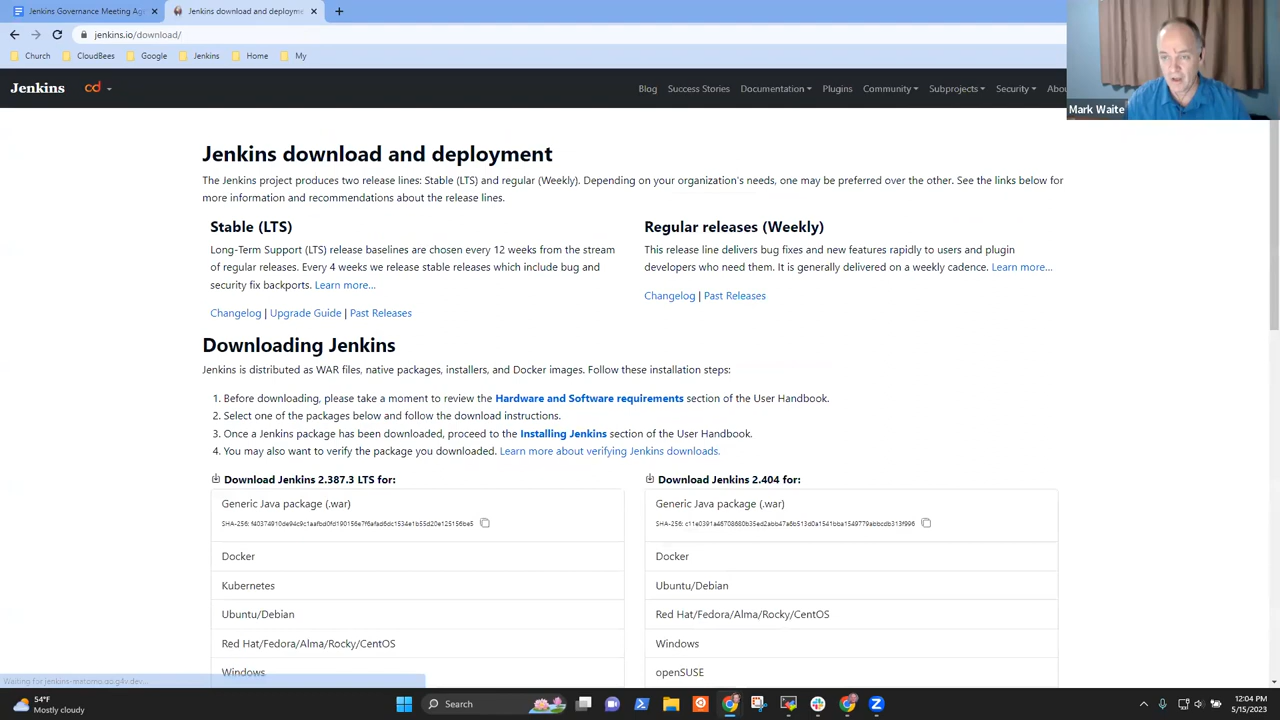 Jenkins Governance Meeting Ag
Jenkins download and deploym
jenkins.io/download/
Church CloudBees Google Jenkins Home My
Jenkins cd Blog Success Stories Documentation Plugins Community Subprojects Security Abou
Mark Waite
Jenkins download and deployment
The Jenkins project produces two release lines: Stable (LTS) and regular (Weekly). Depending on your organization's needs, one may be preferred over the other. See the links below for
more information and recommendations about the release lines.
Stable (LTS)
Long-Term Support (LTS) release baselines are chosen every 12 weeks from the stream
of regular releases. Every 4 weeks we release stable releases which include bug and
security fix backports. Learn more...
Changelog | Upgrade Guide | Past Releases
Regular releases (Weekly)
This release line delivers bug fixes and new features rapidly to users and plugin
developers who need them. It is generally delivered on a weekly cadence. Learn more...
Changelog | Past Releases
Downloading Jenkins
Jenkins is distributed as WAR files, native packages, installers, and Docker images. Follow these installation steps:
1. Before downloading, please take a moment to review the Hardware and Software requirements section of the User Handbook.
2. Select one of the packages below and follow the download instructions.
3. Once a Jenkins package has been downloaded, proceed to the Installing Jenkins section of the User Handbook.
4. You may also want to verify the package you downloaded. Learn more about verifying Jenkins downloads.
Download Jenkins 2.387.3 LTS for:
Generic Java package (.war)
SHA-256:
Docker
Kubernetes
Ubuntu/Debian
Red Hat/Fedora/Alma/Rocky/CentOS
Windows
Download Jenkins 2.404 for:
Generic Java package (.war)
SHA-256:
Docker
Ubuntu/Debian
Red Hat/Fedora/Alma/Rocky/CentOS
Windows
openSUSE
54°F
Mostly cloudy
Search
12:04 PM
5/15/2023